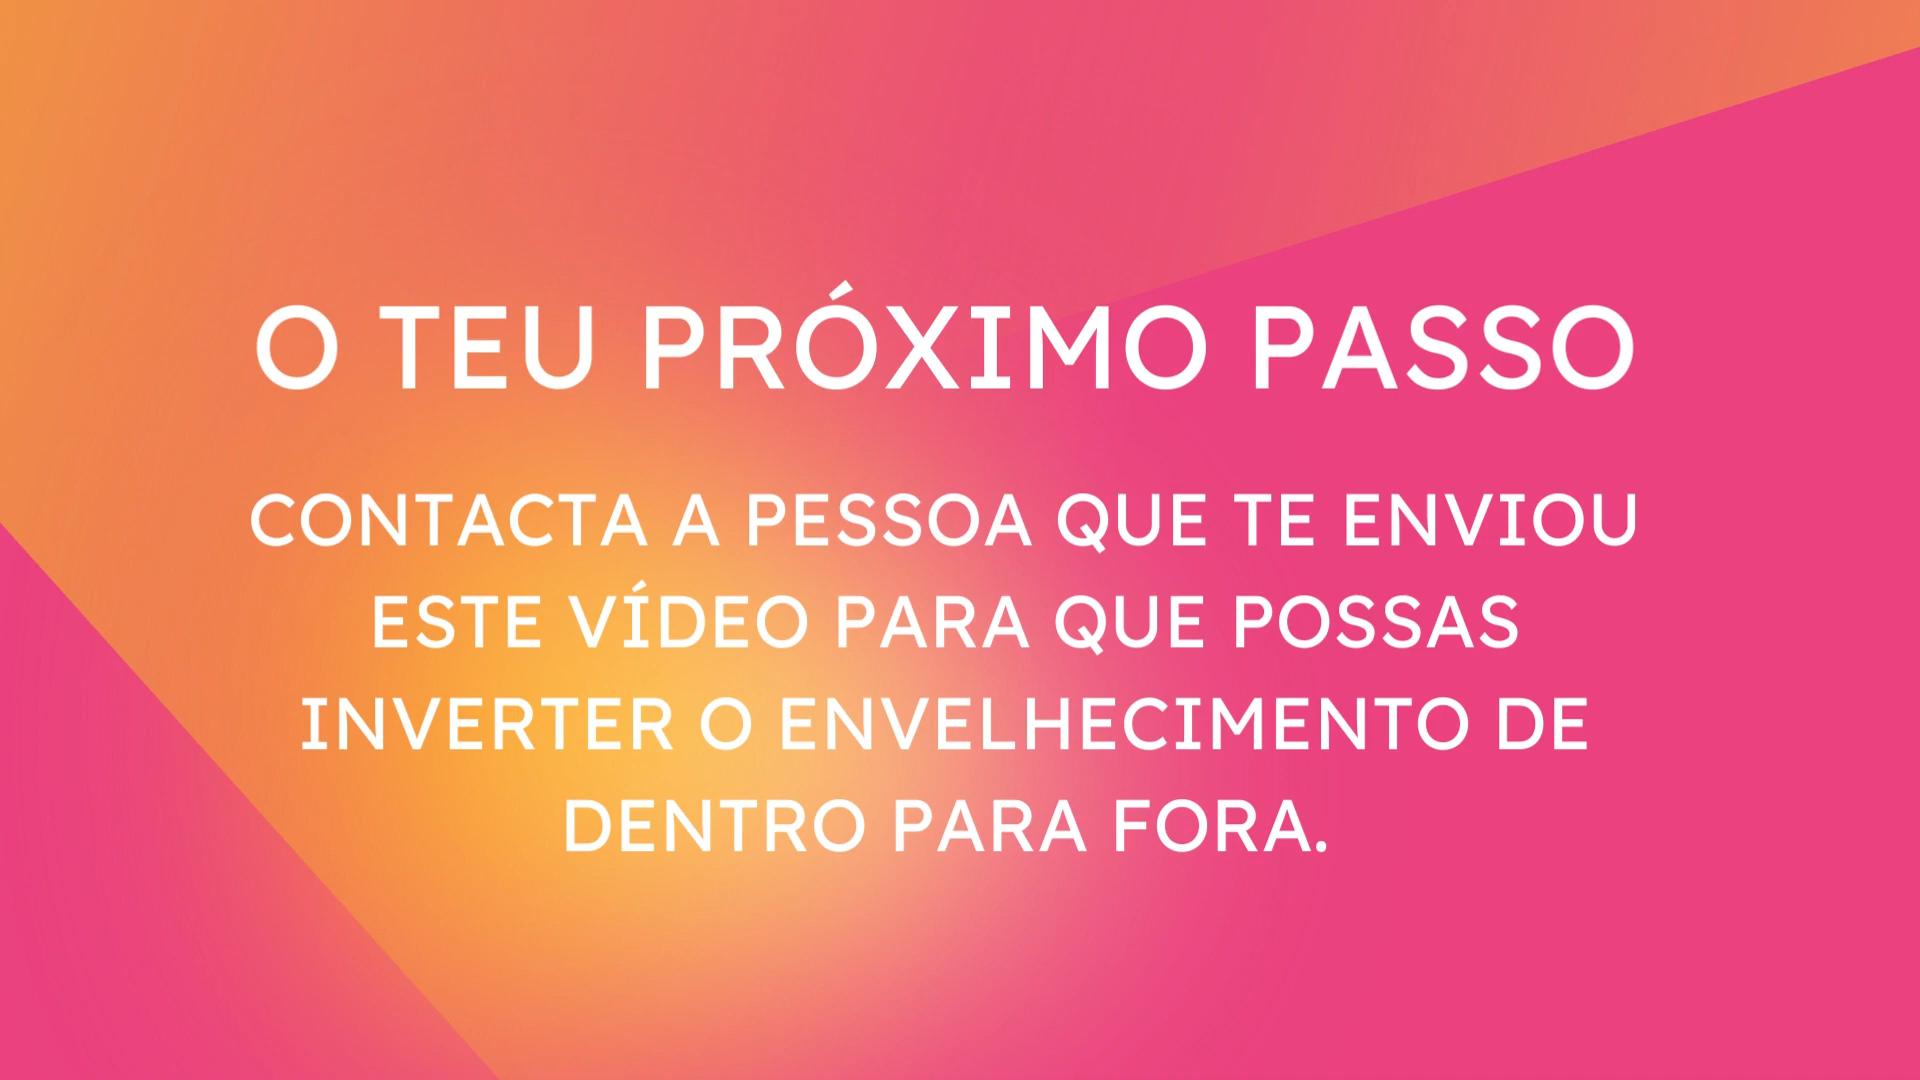 O TEU PRÓXIMO PASSO
CONTACTA A PESSOA QUE TE ENVIOU
ESTE VÍDEO PARA QUE POSSAS
INVERTER O ENVELHECIMENTO DE
DENTRO PARA FORA.